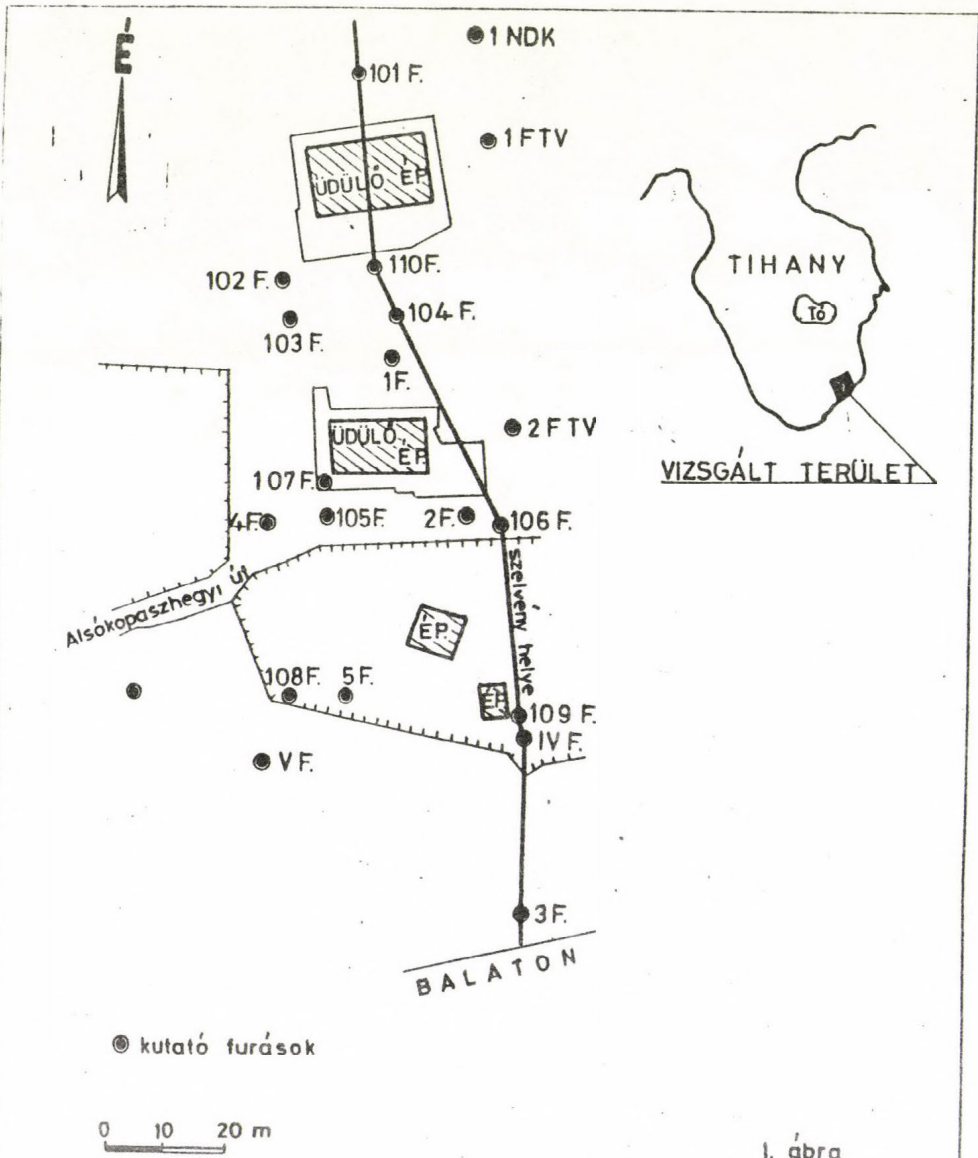 É
1 NDK
101 F.
1 FTV
ÜDÜLŐ ÉP.
110F.
102 F.
103 F.
104 F.
1F.
TIHANY
Tó
VIZSGÁLT TERÜLET
2 FTV
ÜDÜLŐ ÉP.
107 F.
4F.
105F.
2F.
106 F.
Alsókopaszhegyi út
szelvény helye
ÉP.
108F.
5 F.
ÉP.
109 F.
IV F.
V F.
3 F.
BALATON
kutató furások
0 10 20 m
1. ábra